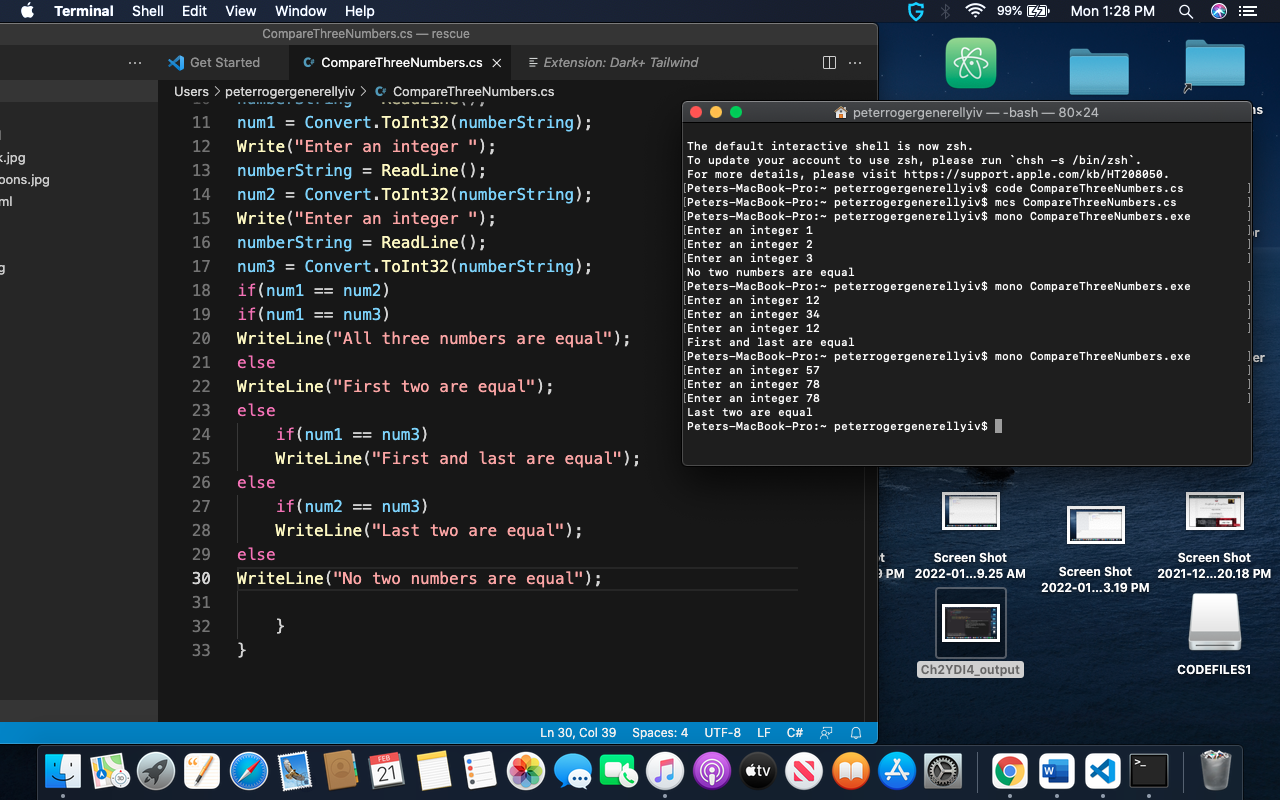 Terminal Shell Edit View Window Help 99% Mon 1:28 PM
CompareThreeNumbers.cs — rescue
Get Started CompareThreeNumbers.cs Extension: Dark+ Tailwind
Users > peterrogergenerellyiv > CompareThreeNumbers.cs
11 num1 = Convert.ToInt32(numberString);
12 Write("Enter an integer ");
13 numberString = ReadLine();
14 num2 = Convert.ToInt32(numberString);
15 Write("Enter an integer ");
16 numberString = ReadLine();
17 num3 = Convert.ToInt32(numberString);
18 if(num1 == num2)
19 if(num1 == num3)
20 WriteLine("All three numbers are equal");
21 else
22 WriteLine("First two are equal");
23 else
24 if(num1 == num3)
25 WriteLine("First and last are equal");
26 else
27 if(num2 == num3)
28 WriteLine("Last two are equal");
29 else
30 WriteLine("No two numbers are equal");
31
32 }
33 }
k.jpg
oons.jpg
ml
g
Ln 30, Col 39 Spaces: 4 UTF-8 LF C#
peterrogergenerellyiv — -bash — 80×24
The default interactive shell is now zsh.
To update your account to use zsh, please run `chsh -s /bin/zsh`.
For more details, please visit https://support.apple.com/kb/HT208050.
[Peters-MacBook-Pro:~ peterrogergenerellyiv$ code CompareThreeNumbers.cs ]
[Peters-MacBook-Pro:~ peterrogergenerellyiv$ mcs CompareThreeNumbers.cs ]
[Peters-MacBook-Pro:~ peterrogergenerellyiv$ mono CompareThreeNumbers.exe ]
[Enter an integer 1 ]
[Enter an integer 2 ]
[Enter an integer 3 ]
No two numbers are equal
[Peters-MacBook-Pro:~ peterrogergenerellyiv$ mono CompareThreeNumbers.exe ]
[Enter an integer 12 ]
[Enter an integer 34 ]
[Enter an integer 12 ]
First and last are equal
[Peters-MacBook-Pro:~ peterrogergenerellyiv$ mono CompareThreeNumbers.exe ]
[Enter an integer 57 ]
[Enter an integer 78 ]
[Enter an integer 78 ]
Last two are equal
Peters-MacBook-Pro:~ peterrogergenerellyiv$
ns
er
9 PM
Screen Shot
2022-01...9.25 AM
Screen Shot
2022-01...3.19 PM
Screen Shot
2021-12...20.18 PM
Ch2YDI4_output
CODEFILES1
FEB
21
tv